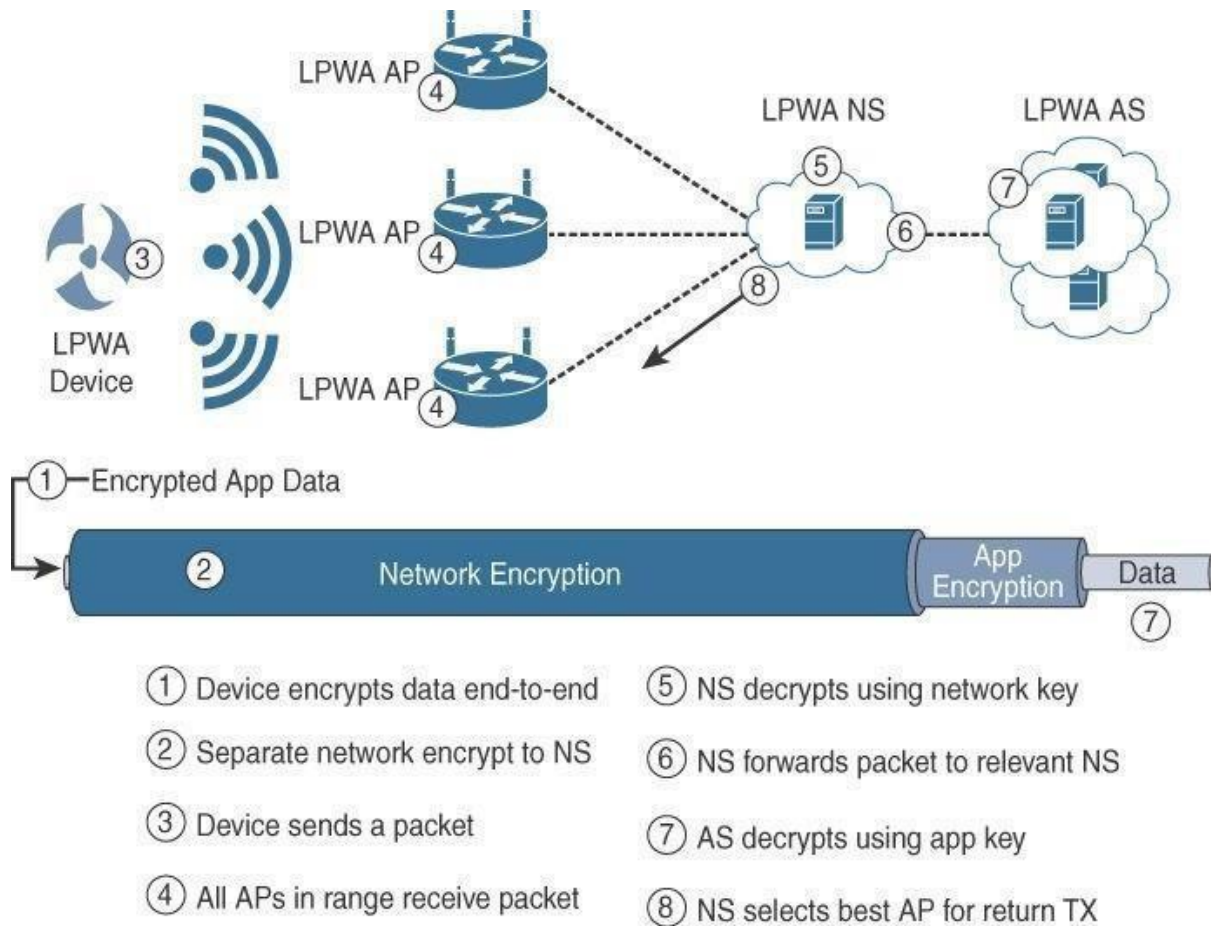 LPWA AP
4
LPWA NS
LPWA AS
5
7
LPWA AP
4
6
3
8
LPWA
Device
LPWA AP
4
1 Encrypted App Data
2 Network Encryption
App
Encryption
Data
7
1 Device encrypts data end-to-end
2 Separate network encrypt to NS
3 Device sends a packet
4 All APs in range receive packet
5 NS decrypts using network key
6 NS forwards packet to relevant NS
7 AS decrypts using app key
8 NS selects best AP for return TX